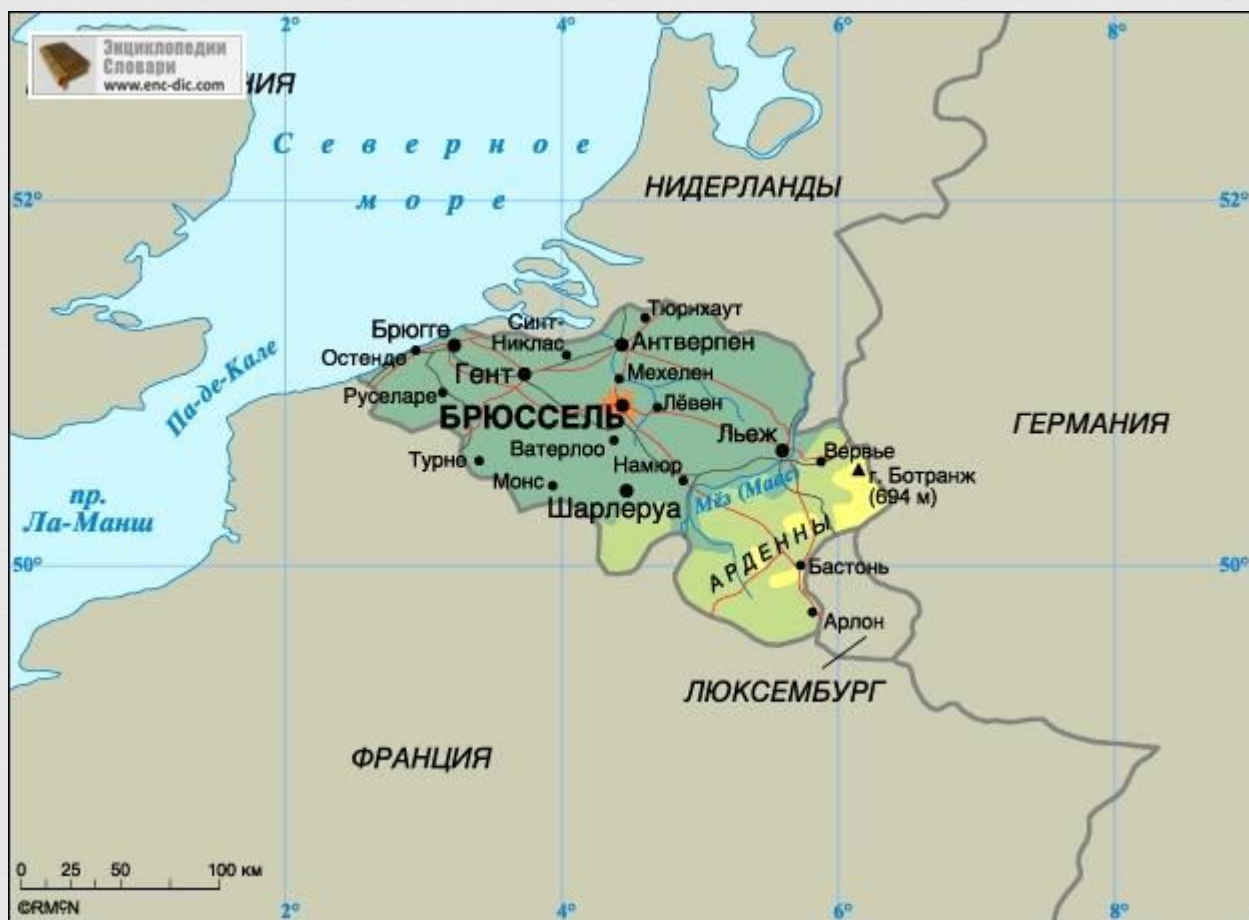 2°
4°
6°
8°
Энциклопедии
Словари
www.enc-dic.com
НИЯ
Северное
море
НИДЕРЛАНДЫ
52°
52°
Па-де-Кале
Тюрнхаут
Брюгге
Синт-
Никлас
Антверпен
Остенде
Гент
Мехелен
Руселаре
БРЮССЕЛЬ
Лёвен
ГЕРМАНИЯ
Льеж
Ватерлоо
Вервье
Турне
Намюр
г. Ботранж
(694 м)
Монс
Мёз (Маас)
Шарлеруа
пр.
Ла-Манш
АРДЕННЫ
50°
50°
Бастонь
Арлон
ЛЮКСЕМБУРГ
ФРАНЦИЯ
0 25 50 100 км
©RMcN
2°
4°
6°
8°